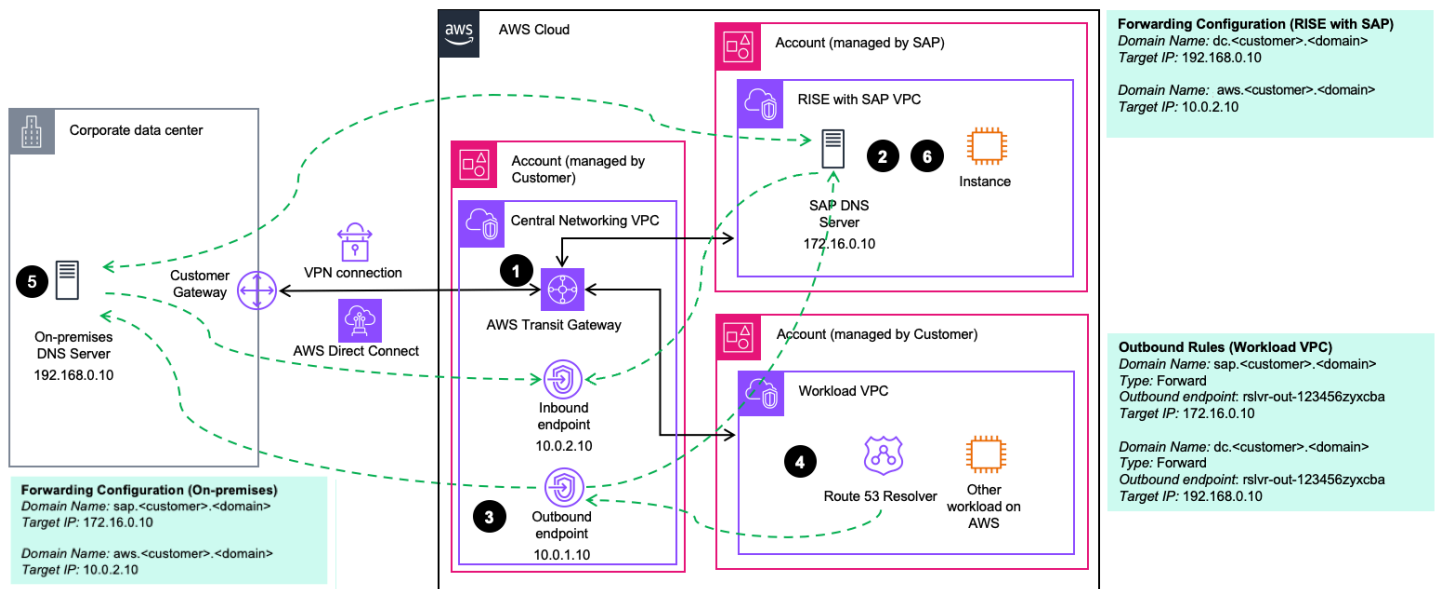 aws
AWS Cloud
Corporate data center
5
On-premises
DNS Server
192.168.0.10
Customer
Gateway
VPN connection
AWS Direct Connect
Forwarding Configuration (On-premises)
Domain Name: sap.<customer>.<domain>
Target IP: 172.16.0.10
Domain Name: aws.<customer>.<domain>
Target IP: 10.0.2.10
Account (managed by
Customer)
Central Networking VPC
1
AWS Transit Gateway
Inbound
endpoint
10.0.2.10
3
Outbound
endpoint
10.0.1.10
Account (managed by SAP)
RISE with SAP VPC
2
6
SAP DNS
Server
172.16.0.10
Instance
Account (managed by Customer)
Workload VPC
4
Route 53 Resolver
Other
workload on
AWS
Forwarding Configuration (RISE with SAP)
Domain Name: dc.<customer>.<domain>
Target IP: 192.168.0.10
Domain Name: aws.<customer>.<domain>
Target IP: 10.0.2.10
Outbound Rules (Workload VPC)
Domain Name: sap.<customer>.<domain>
Type: Forward
Outbound endpoint: rslvr-out-123456zyxcba
Target IP: 172.16.0.10
Domain Name: dc.<customer>.<domain>
Type: Forward
Outbound endpoint: rslvr-out-123456zyxcba
Target IP: 192.168.0.10